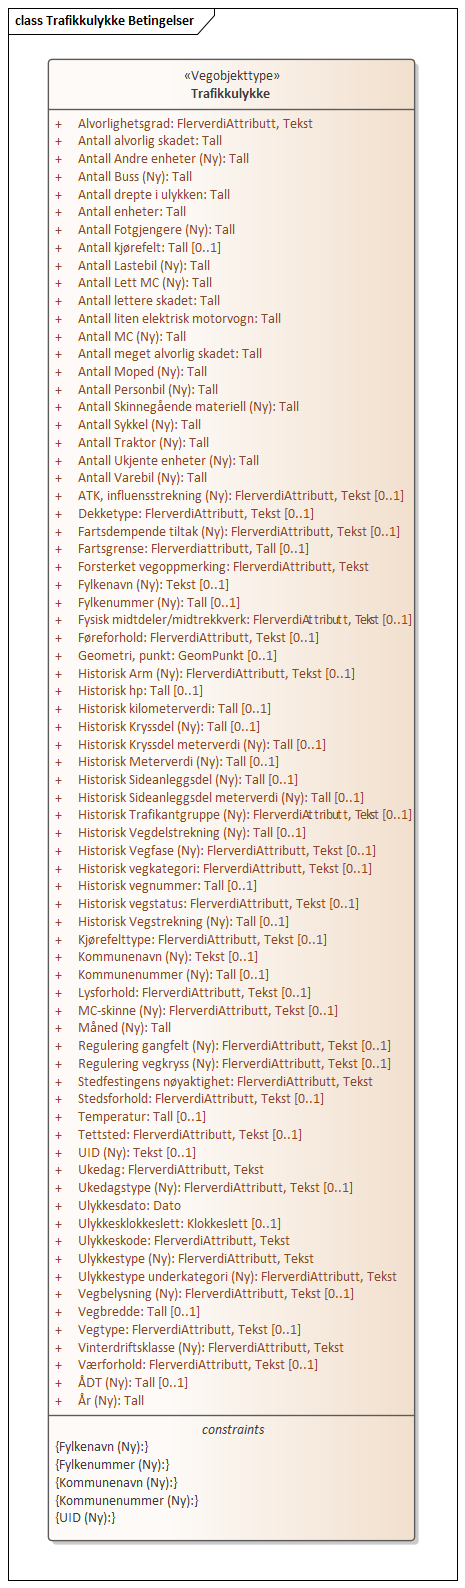 class Trafikkulykke Betingelser
«Vegobjekttype»
Trafikkulykke
+ Alvorlighetsgrad: FlerverdiAttributt, Tekst
+ Antall alvorlig skadet: Tall
+ Antall Andre enheter (Ny): Tall
+ Antall Buss (Ny): Tall
+ Antall drepte i ulykken: Tall
+ Antall enheter: Tall
+ Antall Fotgjengere (Ny): Tall
+ Antall kjørefelt: Tall [0..1]
+ Antall Lastebil (Ny): Tall
+ Antall Lett MC (Ny): Tall
+ Antall lettere skadet: Tall
+ Antall liten elektrisk motorvogn: Tall
+ Antall MC (Ny): Tall
+ Antall meget alvorlig skadet: Tall
+ Antall Moped (Ny): Tall
+ Antall Personbil (Ny): Tall
+ Antall Skinnegående materiell (Ny): Tall
+ Antall Sykkel (Ny): Tall
+ Antall Traktor (Ny): Tall
+ Antall Ukjente enheter (Ny): Tall
+ Antall Varebil (Ny): Tall
+ ATK, influensstrekning (Ny): FlerverdiAttributt, Tekst [0..1]
+ Dekketype: FlerverdiAttributt, Tekst [0..1]
+ Fartsdempende tiltak (Ny): FlerverdiAttributt, Tekst [0..1]
+ Fartsgrense: Flerverdiattributt, Tall [0..1]
+ Forsterket vegoppmerking: FlerverdiAttributt, Tekst
+ Fylkenavn (Ny): Tekst [0..1]
+ Fylkenummer (Ny): Tall [0..1]
+ Fysisk midtdeler/midtrekkverk: FlerverdiAttributt, Tekst [0..1]
+ Føreforhold: FlerverdiAttributt, Tekst [0..1]
+ Geometri, punkt: GeomPunkt [0..1]
+ Historisk Arm (Ny): FlerverdiAttributt, Tekst [0..1]
+ Historisk hp: Tall [0..1]
+ Historisk kilometerverdi: Tall [0..1]
+ Historisk Kryssdel (Ny): Tall [0..1]
+ Historisk Kryssdel meterverdi (Ny): Tall [0..1]
+ Historisk Meterverdi (Ny): Tall [0..1]
+ Historisk Sideanleggsdel (Ny): Tall [0..1]
+ Historisk Sideanleggsdel meterverdi (Ny): Tall [0..1]
+ Historisk Trafikantgruppe (Ny): FlerverdiAttributt, Tekst [0..1]
+ Historisk Vegdelstrekning (Ny): Tall [0..1]
+ Historisk Vegfase (Ny): FlerverdiAttributt, Tekst [0..1]
+ Historisk vegkategori: FlerverdiAttributt, Tekst [0..1]
+ Historisk vegnummer: Tall [0..1]
+ Historisk vegstatus: FlerverdiAttributt, Tekst [0..1]
+ Historisk Vegstrekning (Ny): Tall [0..1]
+ Kjørefelttype: FlerverdiAttributt, Tekst [0..1]
+ Kommunenavn (Ny): Tekst [0..1]
+ Kommunenummer (Ny): Tall [0..1]
+ Lysforhold: FlerverdiAttributt, Tekst [0..1]
+ MC-skinne (Ny): FlerverdiAttributt, Tekst [0..1]
+ Måned (Ny): Tall
+ Regulering gangfelt (Ny): FlerverdiAttributt, Tekst [0..1]
+ Regulering vegkryss (Ny): FlerverdiAttributt, Tekst [0..1]
+ Stedfestingens nøyaktighet: FlerverdiAttributt, Tekst
+ Stedsforhold: FlerverdiAttributt, Tekst [0..1]
+ Temperatur: Tall [0..1]
+ Tettsted: FlerverdiAttributt, Tekst [0..1]
+ UID (Ny): Tekst [0..1]
+ Ukedag: FlerverdiAttributt, Tekst
+ Ukedagstype (Ny): FlerverdiAttributt, Tekst [0..1]
+ Ulykkesdato: Dato
+ Ulykkesklokkeslett: Klokkeslett [0..1]
+ Ulykkeskode: FlerverdiAttributt, Tekst
+ Ulykkestype (Ny): FlerverdiAttributt, Tekst
+ Ulykkestype underkategori (Ny): FlerverdiAttributt, Tekst
+ Vegbelysning (Ny): FlerverdiAttributt, Tekst [0..1]
+ Vegbredde: Tall [0..1]
+ Vegtype: FlerverdiAttributt, Tekst [0..1]
+ Vinterdriftsklasse (Ny): FlerverdiAttributt, Tekst
+ Værforhold: FlerverdiAttributt, Tekst [0..1]
+ ÅDT (Ny): Tall [0..1]
+ År (Ny): Tall
constraints
{Fylkenavn (Ny):}
{Fylkenummer (Ny):}
{Kommunenavn (Ny):}
{Kommunenummer (Ny):}
{UID (Ny):}